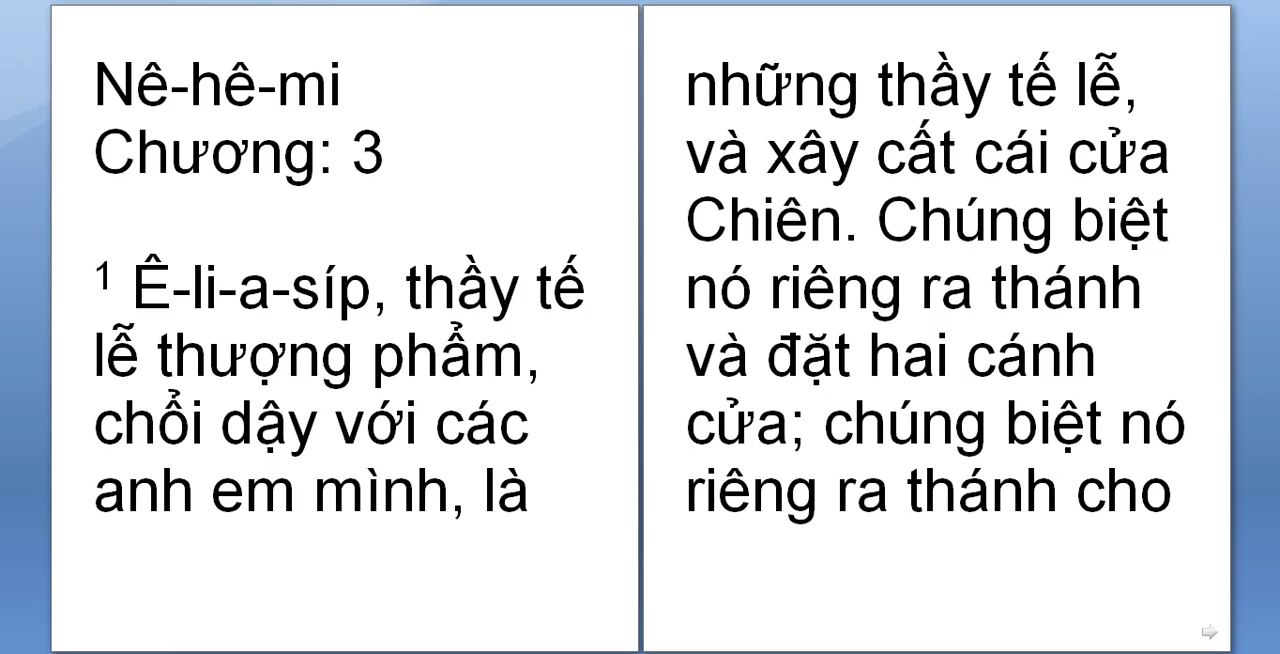 Nê-hê-mi
Chương: 3
1 Ê-li-a-síp, thầy tế
lễ thượng phẩm,
chổi dậy với các
anh em mình, là
những thầy tế lễ,
và xây cất cái cửa
Chiên. Chúng biệt
nó riêng ra thánh
và đặt hai cánh
cửa; chúng biệt nó
riêng ra thánh cho